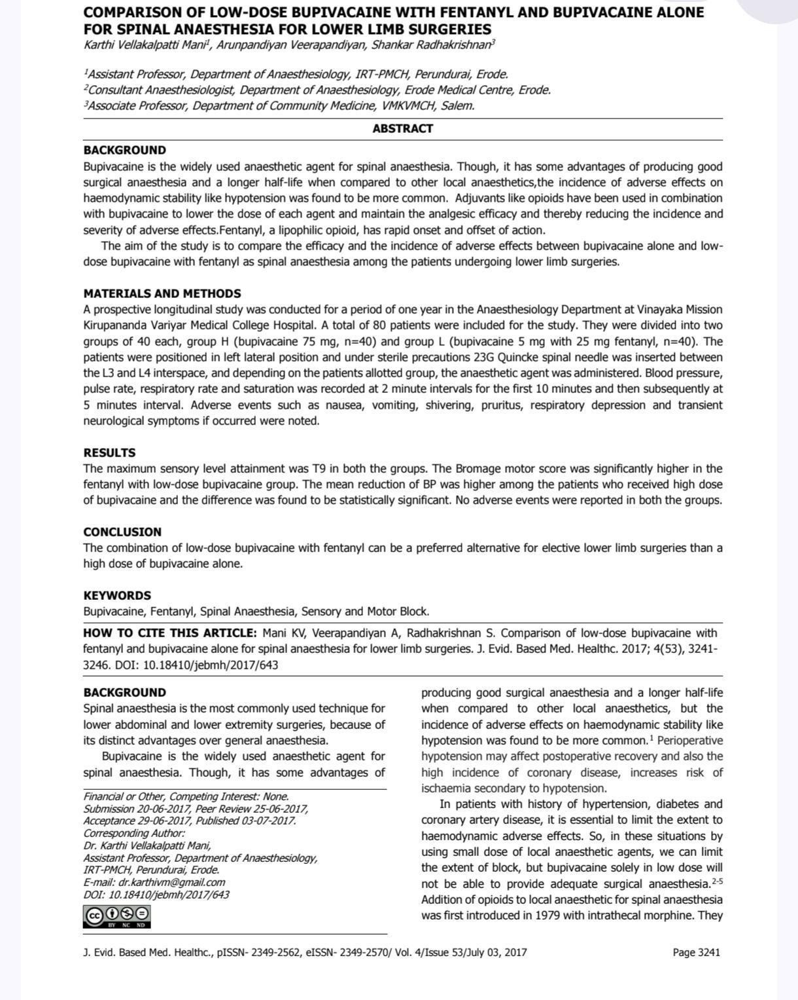 COMPARISON OF LOW-DOSE BUPIVACAINE WITH FENTANYL AND BUPIVACAINE ALONE
FOR SPINAL ANAESTHESIA FOR LOWER LIMB SURGERIES
Karthi Vellakalpatti Mani¹, Arunpandiyan Veerapandiyan, Shankar Radhakrishnan³
¹Assistant Professor, Department of Anaesthesiology, IRT-PMCH, Perundurai, Erode.
²Consultant Anaesthesiologist, Department of Anaesthesiology, Erode Medical Centre, Erode.
³Associate Professor, Department of Community Medicine, VMKVMCH, Salem.
ABSTRACT
BACKGROUND
Bupivacaine is the widely used anaesthetic agent for spinal anaesthesia. Though, it has some advantages of producing good
surgical anaesthesia and a longer half-life when compared to other local anaesthetics,the incidence of adverse effects on
haemodynamic stability like hypotension was found to be more common. Adjuvants like opioids have been used in combination
with bupivacaine to lower the dose of each agent and maintain the analgesic efficacy and thereby reducing the incidence and
severity of adverse effects.Fentanyl, a lipophilic opioid, has rapid onset and offset of action.
The aim of the study is to compare the efficacy and the incidence of adverse effects between bupivacaine alone and low-
dose bupivacaine with fentanyl as spinal anaesthesia among the patients undergoing lower limb surgeries.
MATERIALS AND METHODS
A prospective longitudinal study was conducted for a period of one year in the Anaesthesiology Department at Vinayaka Mission
Kirupananda Variyar Medical College Hospital. A total of 80 patients were included for the study. They were divided into two
groups of 40 each, group H (bupivacaine 75 mg, n=40) and group L (bupivacaine 5 mg with 25 mg fentanyl, n=40). The
patients were positioned in left lateral position and under sterile precautions 23G Quincke spinal needle was inserted between
the L3 and L4 interspace, and depending on the patients allotted group, the anaesthetic agent was administered. Blood pressure,
pulse rate, respiratory rate and saturation was recorded at 2 minute intervals for the first 10 minutes and then subsequently at
5 minutes interval. Adverse events such as nausea, vomiting, shivering, pruritus, respiratory depression and transient
neurological symptoms if occurred were noted.
RESULTS
The maximum sensory level attainment was T9 in both the groups. The Bromage motor score was significantly higher in the
fentanyl with low-dose bupivacaine group. The mean reduction of BP was higher among the patients who received high dose
of bupivacaine and the difference was found to be statistically significant. No adverse events were reported in both the groups.
CONCLUSION
The combination of low-dose bupivacaine with fentanyl can be a preferred alternative for elective lower limb surgeries than a
high dose of bupivacaine alone.
KEYWORDS
Bupivacaine, Fentanyl, Spinal Anaesthesia, Sensory and Motor Block.
HOW TO CITE THIS ARTICLE: Mani KV, Veerapandiyan A, Radhakrishnan S. Comparison of low-dose bupivacaine with
fentanyl and bupivacaine alone for spinal anaesthesia for lower limb surgeries. J. Evid. Based Med. Healthc. 2017; 4(53), 3241-
3246. DOI: 10.18410/jebmh/2017/643
BACKGROUND
Spinal anaesthesia is the most commonly used technique for
lower abdominal and lower extremity surgeries, because of
its distinct advantages over general anaesthesia.
Bupivacaine is the widely used anaesthetic agent for
spinal anaesthesia. Though, it has some advantages of
Financial or Other, Competing Interest: None.
Submission 20-06-2017, Peer Review 25-06-2017,
Acceptance 29-06-2017, Published 03-07-2017.
Corresponding Author:
Dr. Karthi Vellakalpatti Mani,
Assistant Professor, Department of Anaesthesiology,
IRT-PMCH, Perundurai, Erode.
E-mail: dr.karthivm@gmail.com
DOI: 10.18410/jebmh/2017/643
cc
BY NC ND
producing good surgical anaesthesia and a longer half-life
when compared to other local anaesthetics, but the
incidence of adverse effects on haemodynamic stability like
hypotension was found to be more common.¹ Perioperative
hypotension may affect postoperative recovery and also the
high incidence of coronary disease, increases risk of
ischaemia secondary to hypotension.
In patients with history of hypertension, diabetes and
coronary artery disease, it is essential to limit the extent to
haemodynamic adverse effects. So, in these situations by
using small dose of local anaesthetic agents, we can limit
the extent of block, but bupivacaine solely in low dose will
not be able to provide adequate surgical anaesthesia.²⁻⁵
Addition of opioids to local anaesthetic for spinal anaesthesia
was first introduced in 1979 with intrathecal morphine. They
J. Evid. Based Med. Healthc., pISSN- 2349-2562, eISSN- 2349-2570/ Vol. 4/Issue 53/July 03, 2017
Page 3241